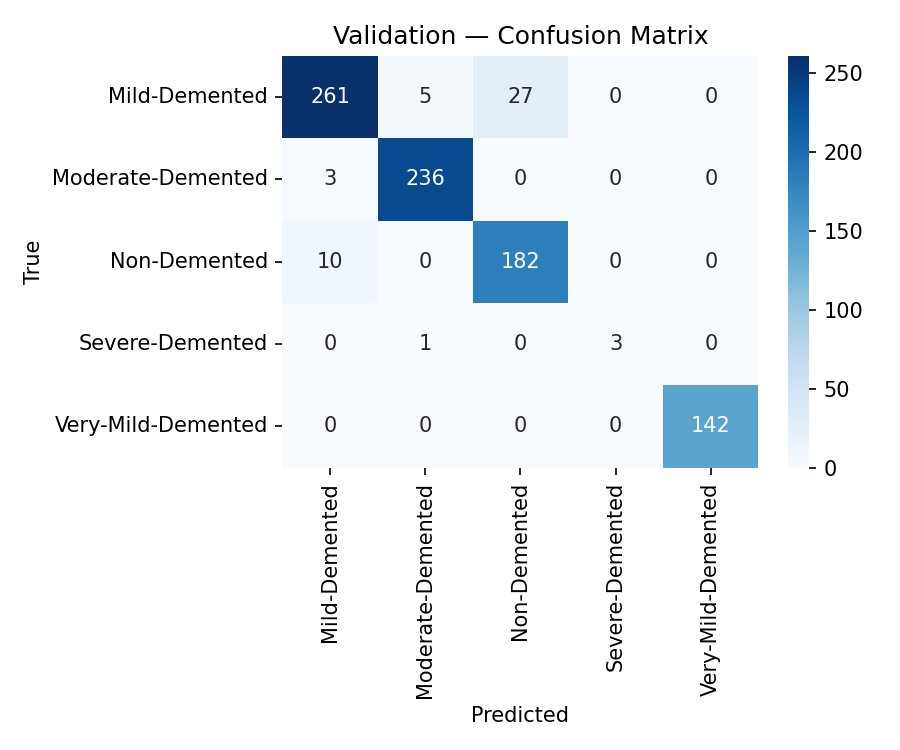 Validation — Confusion Matrix
Mild-Demented 261 5 27 0 0
Moderate-Demented 3 236 0 0 0
Non-Demented 10 0 182 0 0
Severe-Demented 0 1 0 3 0
Very-Mild-Demented 0 0 0 0 142
True
Mild-Demented
Moderate-Demented
Non-Demented
Severe-Demented
Very-Mild-Demented
Predicted
250
200
150
100
50
0